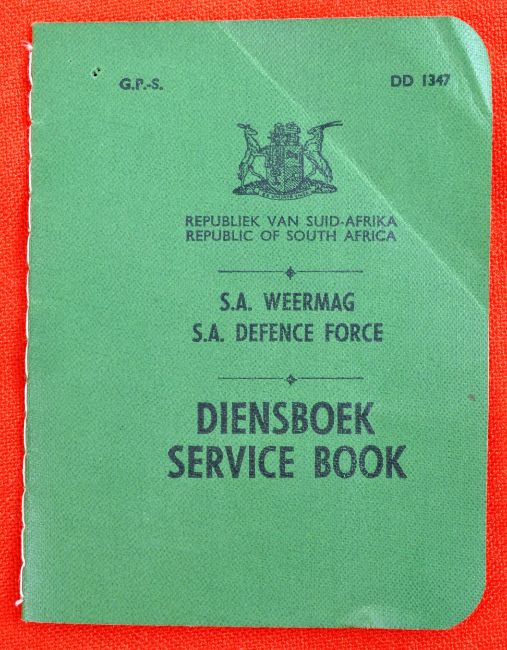 G.P.-S. DD 1347
REPUBLIEK VAN SUID-AFRIKA
REPUBLIC OF SOUTH AFRICA
S.A. WEERMAG
S.A. DEFENCE FORCE
DIENSBOEK
SERVICE BOOK